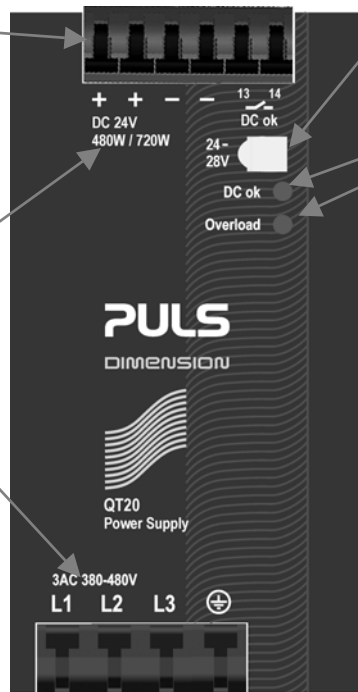 + + − −
13 14
DC ok
DC 24V
480W / 720W
24 –
28V
DC ok
Overload
PULS
DIMENSION
QT20
Power Supply
3AC 380-480V
L1 L2 L3